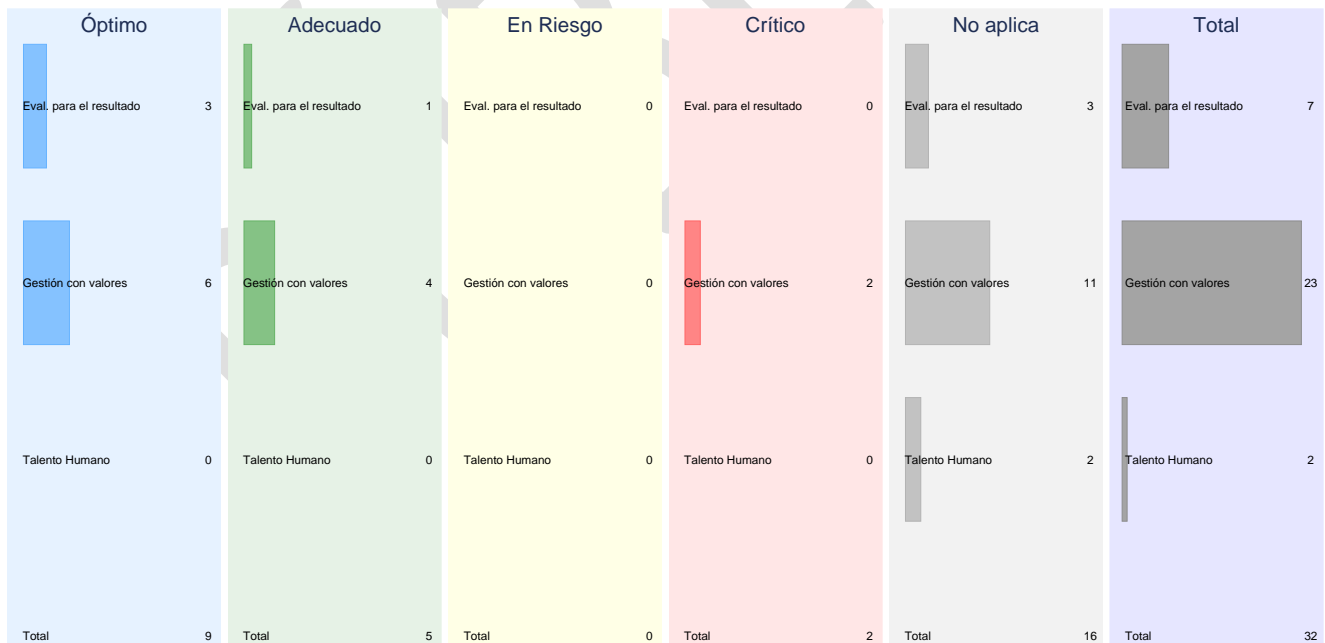 Óptimo Adecuado En Riesgo Crítico No aplica Total
Eval. para el resultado 3 Eval. para el resultado 1 Eval. para el resultado 0 Eval. para el resultado 0 Eval. para el resultado 3 Eval. para el resultado 7
Gestión con valores 6 Gestión con valores 4 Gestión con valores 0 Gestión con valores 2 Gestión con valores 11 Gestión con valores 23
Talento Humano 0 Talento Humano 0 Talento Humano 0 Talento Humano 0 Talento Humano 2 Talento Humano 2
Total 9 Total 5 Total 0 Total 2 Total 16 Total 32